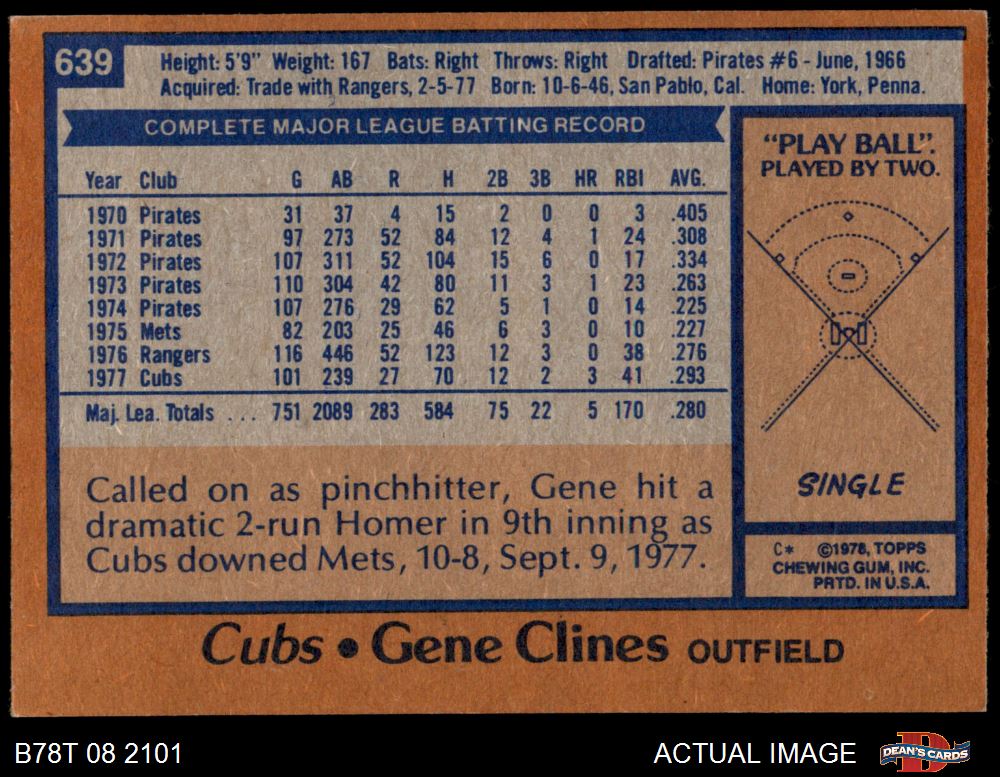 639
Height: 5'9" Weight: 167 Bats: Right Throws: Right Drafted: Pirates #6 - June, 1966
Acquired: Trade with Rangers, 2-5-77 Born: 10-6-46, San Pablo, Cal. Home: York, Penna.
COMPLETE MAJOR LEAGUE BATTING RECORD
Year Club G AB R H 2B 3B HR RBI AVG.
1970 Pirates 31 37 4 15 2 0 0 3 .405
1971 Pirates 97 273 52 84 12 4 1 24 .308
1972 Pirates 107 311 52 104 15 6 0 17 .334
1973 Pirates 110 304 42 80 11 3 1 23 .263
1974 Pirates 107 276 29 62 5 1 0 14 .225
1975 Mets 82 203 25 46 6 3 0 10 .227
1976 Rangers 116 446 52 123 12 3 0 38 .276
1977 Cubs 101 239 27 70 12 2 3 41 .293
Maj. Lea. Totals ... 751 2089 283 584 75 22 5 170 .280
Called on as pinchhitter, Gene hit a
dramatic 2-run Homer in 9th inning as
Cubs downed Mets, 10-8, Sept. 9, 1977.
"PLAY BALL".
PLAYED BY TWO.
SINGLE
C* ©1978, TOPPS
CHEWING GUM, INC.
PRTD. IN U.S.A.
Cubs • Gene Clines OUTFIELD
B78T 08 2101
ACTUAL IMAGE
D
DEAN'S CARDS